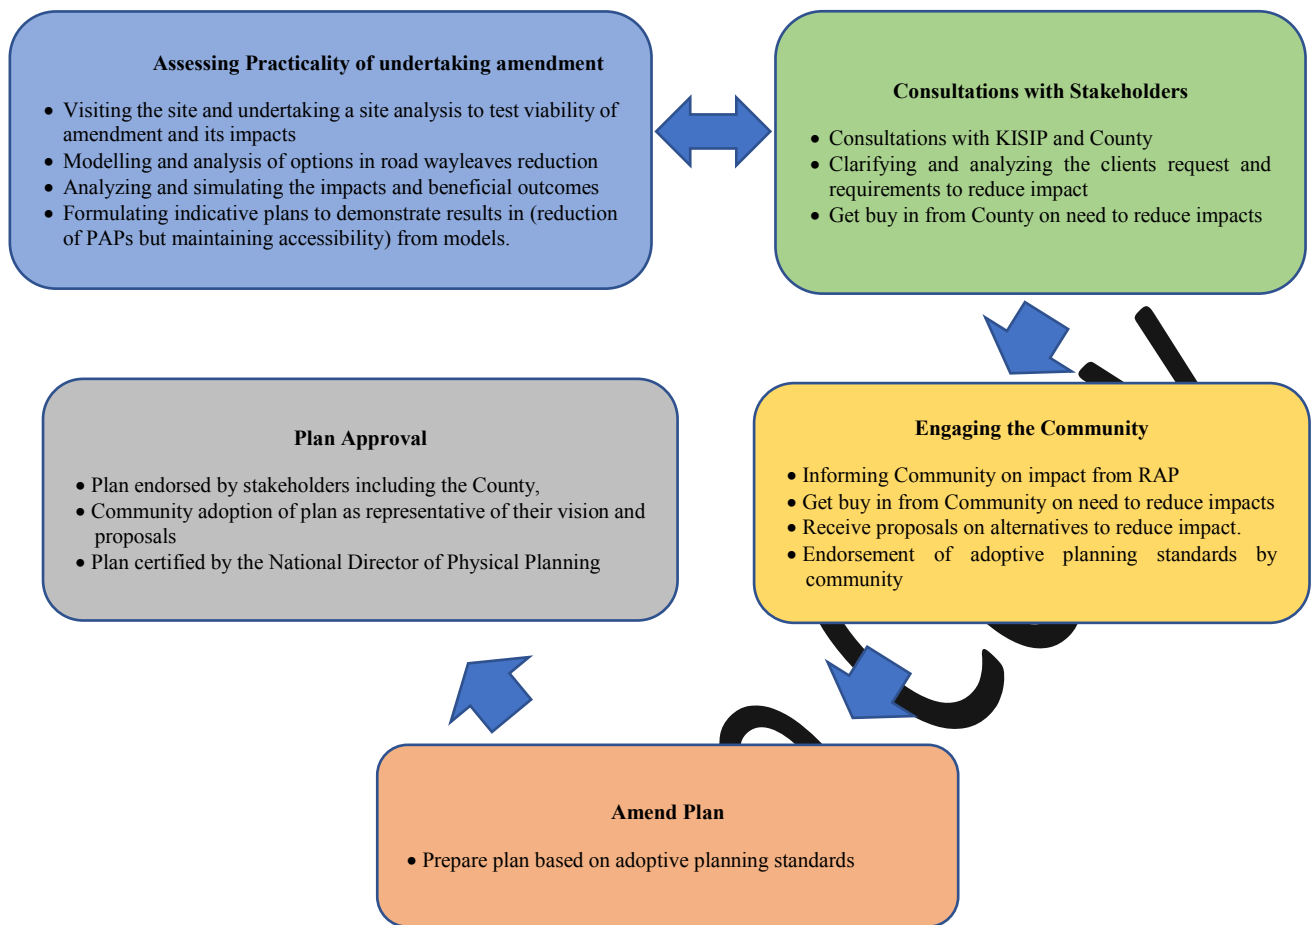 Assessing Practicality of undertaking amendment
• Visiting the site and undertaking a site analysis to test viability of
amendment and its impacts
• Modelling and analysis of options in road wayleaves reduction
• Analyzing and simulating the impacts and beneficial outcomes
• Formulating indicative plans to demonstrate results in (reduction
of PAPs but maintaining accessibility) from models.
Consultations with Stakeholders
• Consultations with KISIP and County
• Clarifying and analyzing the clients request and
requirements to reduce impact
• Get buy in from County on need to reduce impacts
Engaging the Community
• Informing Community on impact from RAP
• Get buy in from Community on need to reduce impacts
• Receive proposals on alternatives to reduce impact.
• Endorsement of adoptive planning standards by
community
Amend Plan
• Prepare plan based on adoptive planning standards
Plan Approval
• Plan endorsed by stakeholders including the County,
• Community adoption of plan as representative of their vision and
proposals
• Plan certified by the National Director of Physical Planning